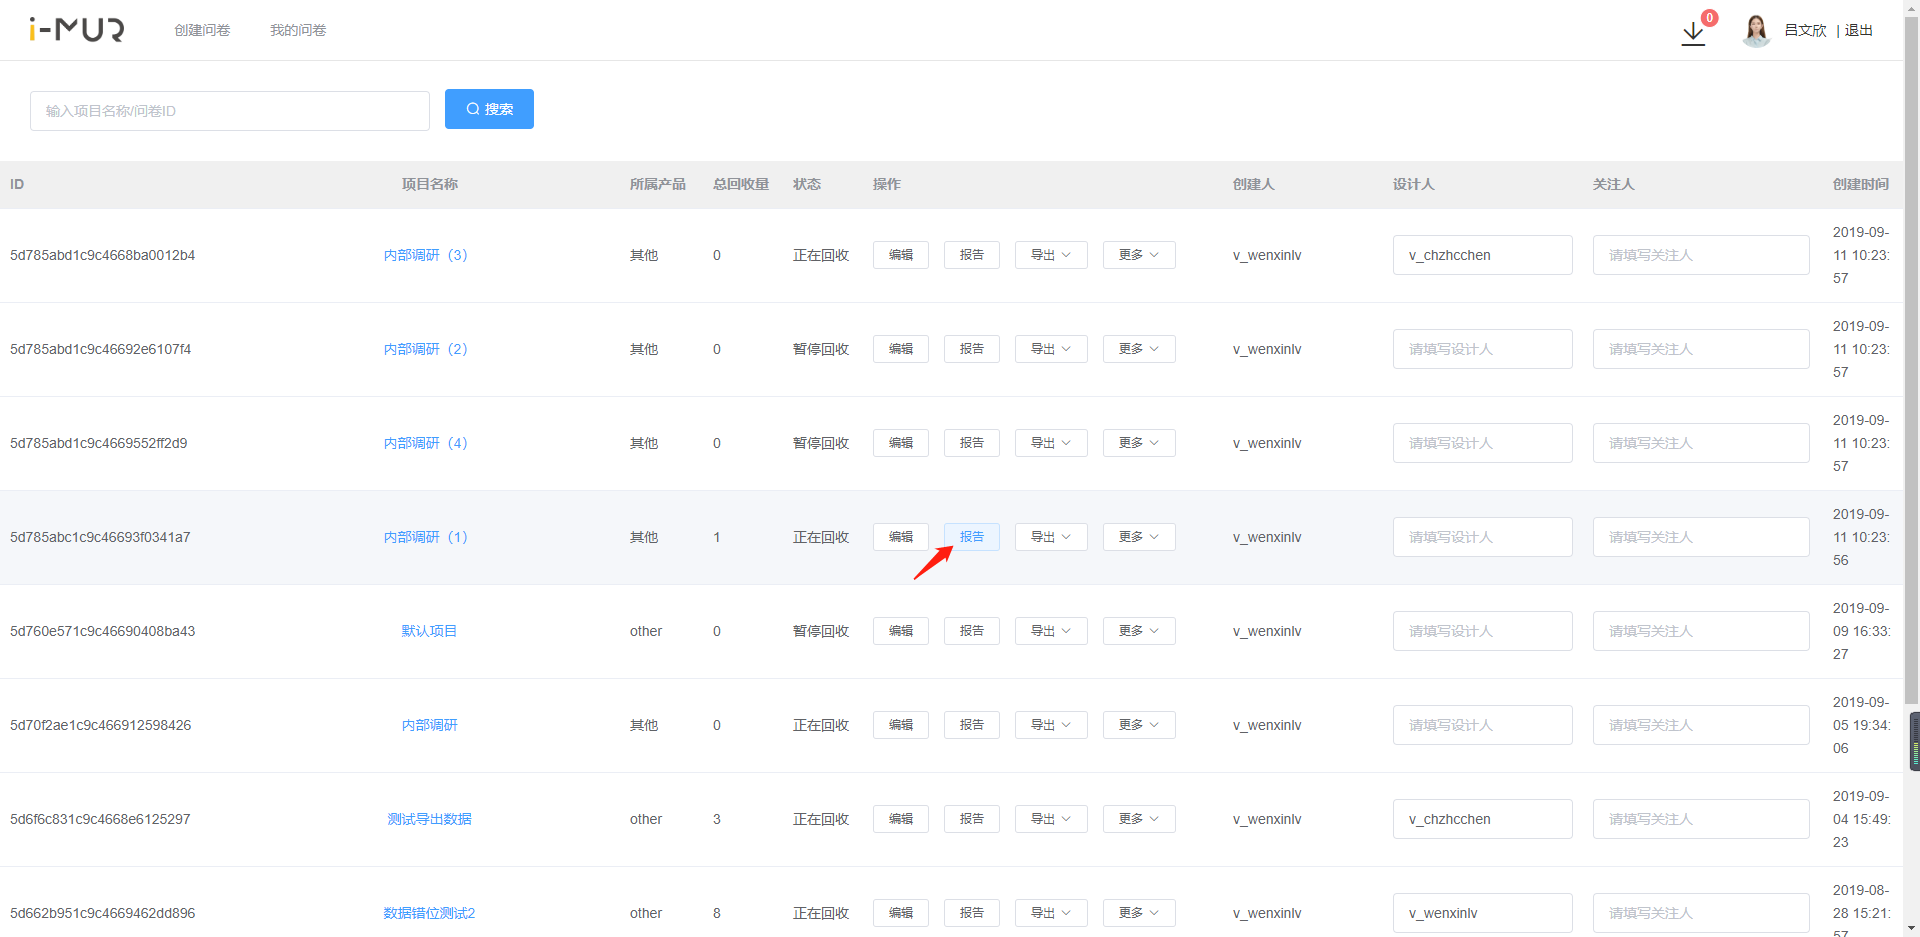 i-MUR 创建问卷 我的问卷 0 吕文欣 | 退出
输入项目名称/问卷ID 搜索
ID 项目名称 所属产品 总回收量 状态 操作 创建人 设计人 关注人 创建时间
5d785abd1c9c4668ba0012b4 内部调研（3） 其他 0 正在回收 编辑 报告 导出 更多 v_wenxinlv v_chzhcchen 请填写关注人 2019-09-
11 10:23:
57
5d785abd1c9c46692e6107f4 内部调研（2） 其他 0 暂停回收 编辑 报告 导出 更多 v_wenxinlv 请填写设计人 请填写关注人 2019-09-
11 10:23:
57
5d785abd1c9c4669552ff2d9 内部调研（4） 其他 0 暂停回收 编辑 报告 导出 更多 v_wenxinlv 请填写设计人 请填写关注人 2019-09-
11 10:23:
57
5d785abc1c9c46693f0341a7 内部调研（1） 其他 1 正在回收 编辑 报告 导出 更多 v_wenxinlv 请填写设计人 请填写关注人 2019-09-
11 10:23:
56
5d760e571c9c46690408ba43 默认项目 other 0 暂停回收 编辑 报告 导出 更多 v_wenxinlv 请填写设计人 请填写关注人 2019-09-
09 16:33:
27
5d70f2ae1c9c466912598426 内部调研 其他 0 正在回收 编辑 报告 导出 更多 v_wenxinlv 请填写设计人 请填写关注人 2019-09-
05 19:34:
06
5d6f6c831c9c4668e6125297 测试导出数据 other 3 正在回收 编辑 报告 导出 更多 v_wenxinlv v_chzhcchen 请填写关注人 2019-09-
04 15:49:
23
5d662b951c9c4669462dd896 数据错位测试2 other 8 正在回收 编辑 报告 导出 更多 v_wenxinlv v_wenxinlv 请填写关注人 2019-08-
28 15:21:
57